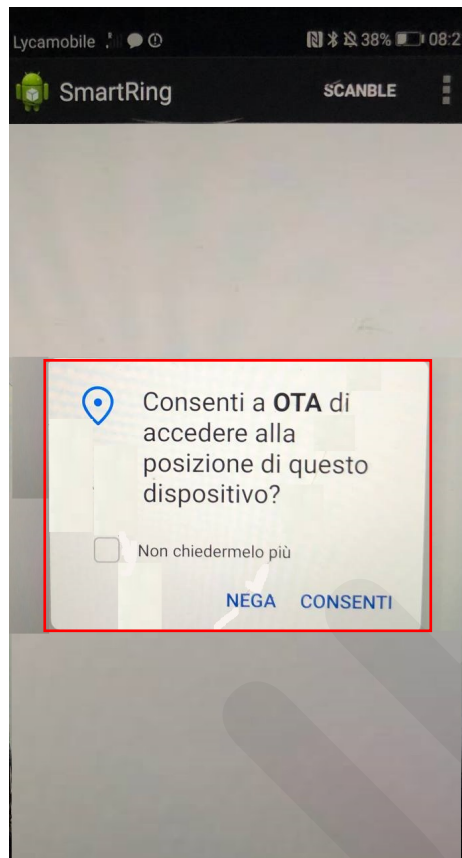 Lycamobile 38% 08:2
SmartRing SCANBLE
Consenti a OTA di
accedere alla
posizione di questo
dispositivo?
Non chiedermelo più
NEGA CONSENTI